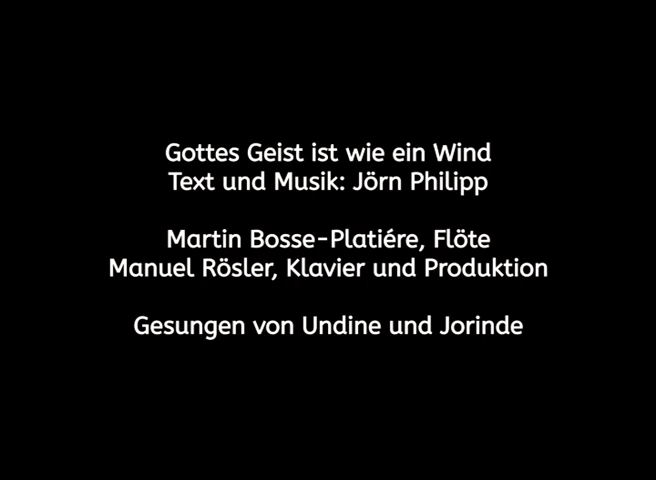 Gottes Geist ist wie ein Wind
Text und Musik: Jörn Philipp
Martin Bosse-Platiére, Flöte
Manuel Rösler, Klavier und Produktion
Gesungen von Undine und Jorinde